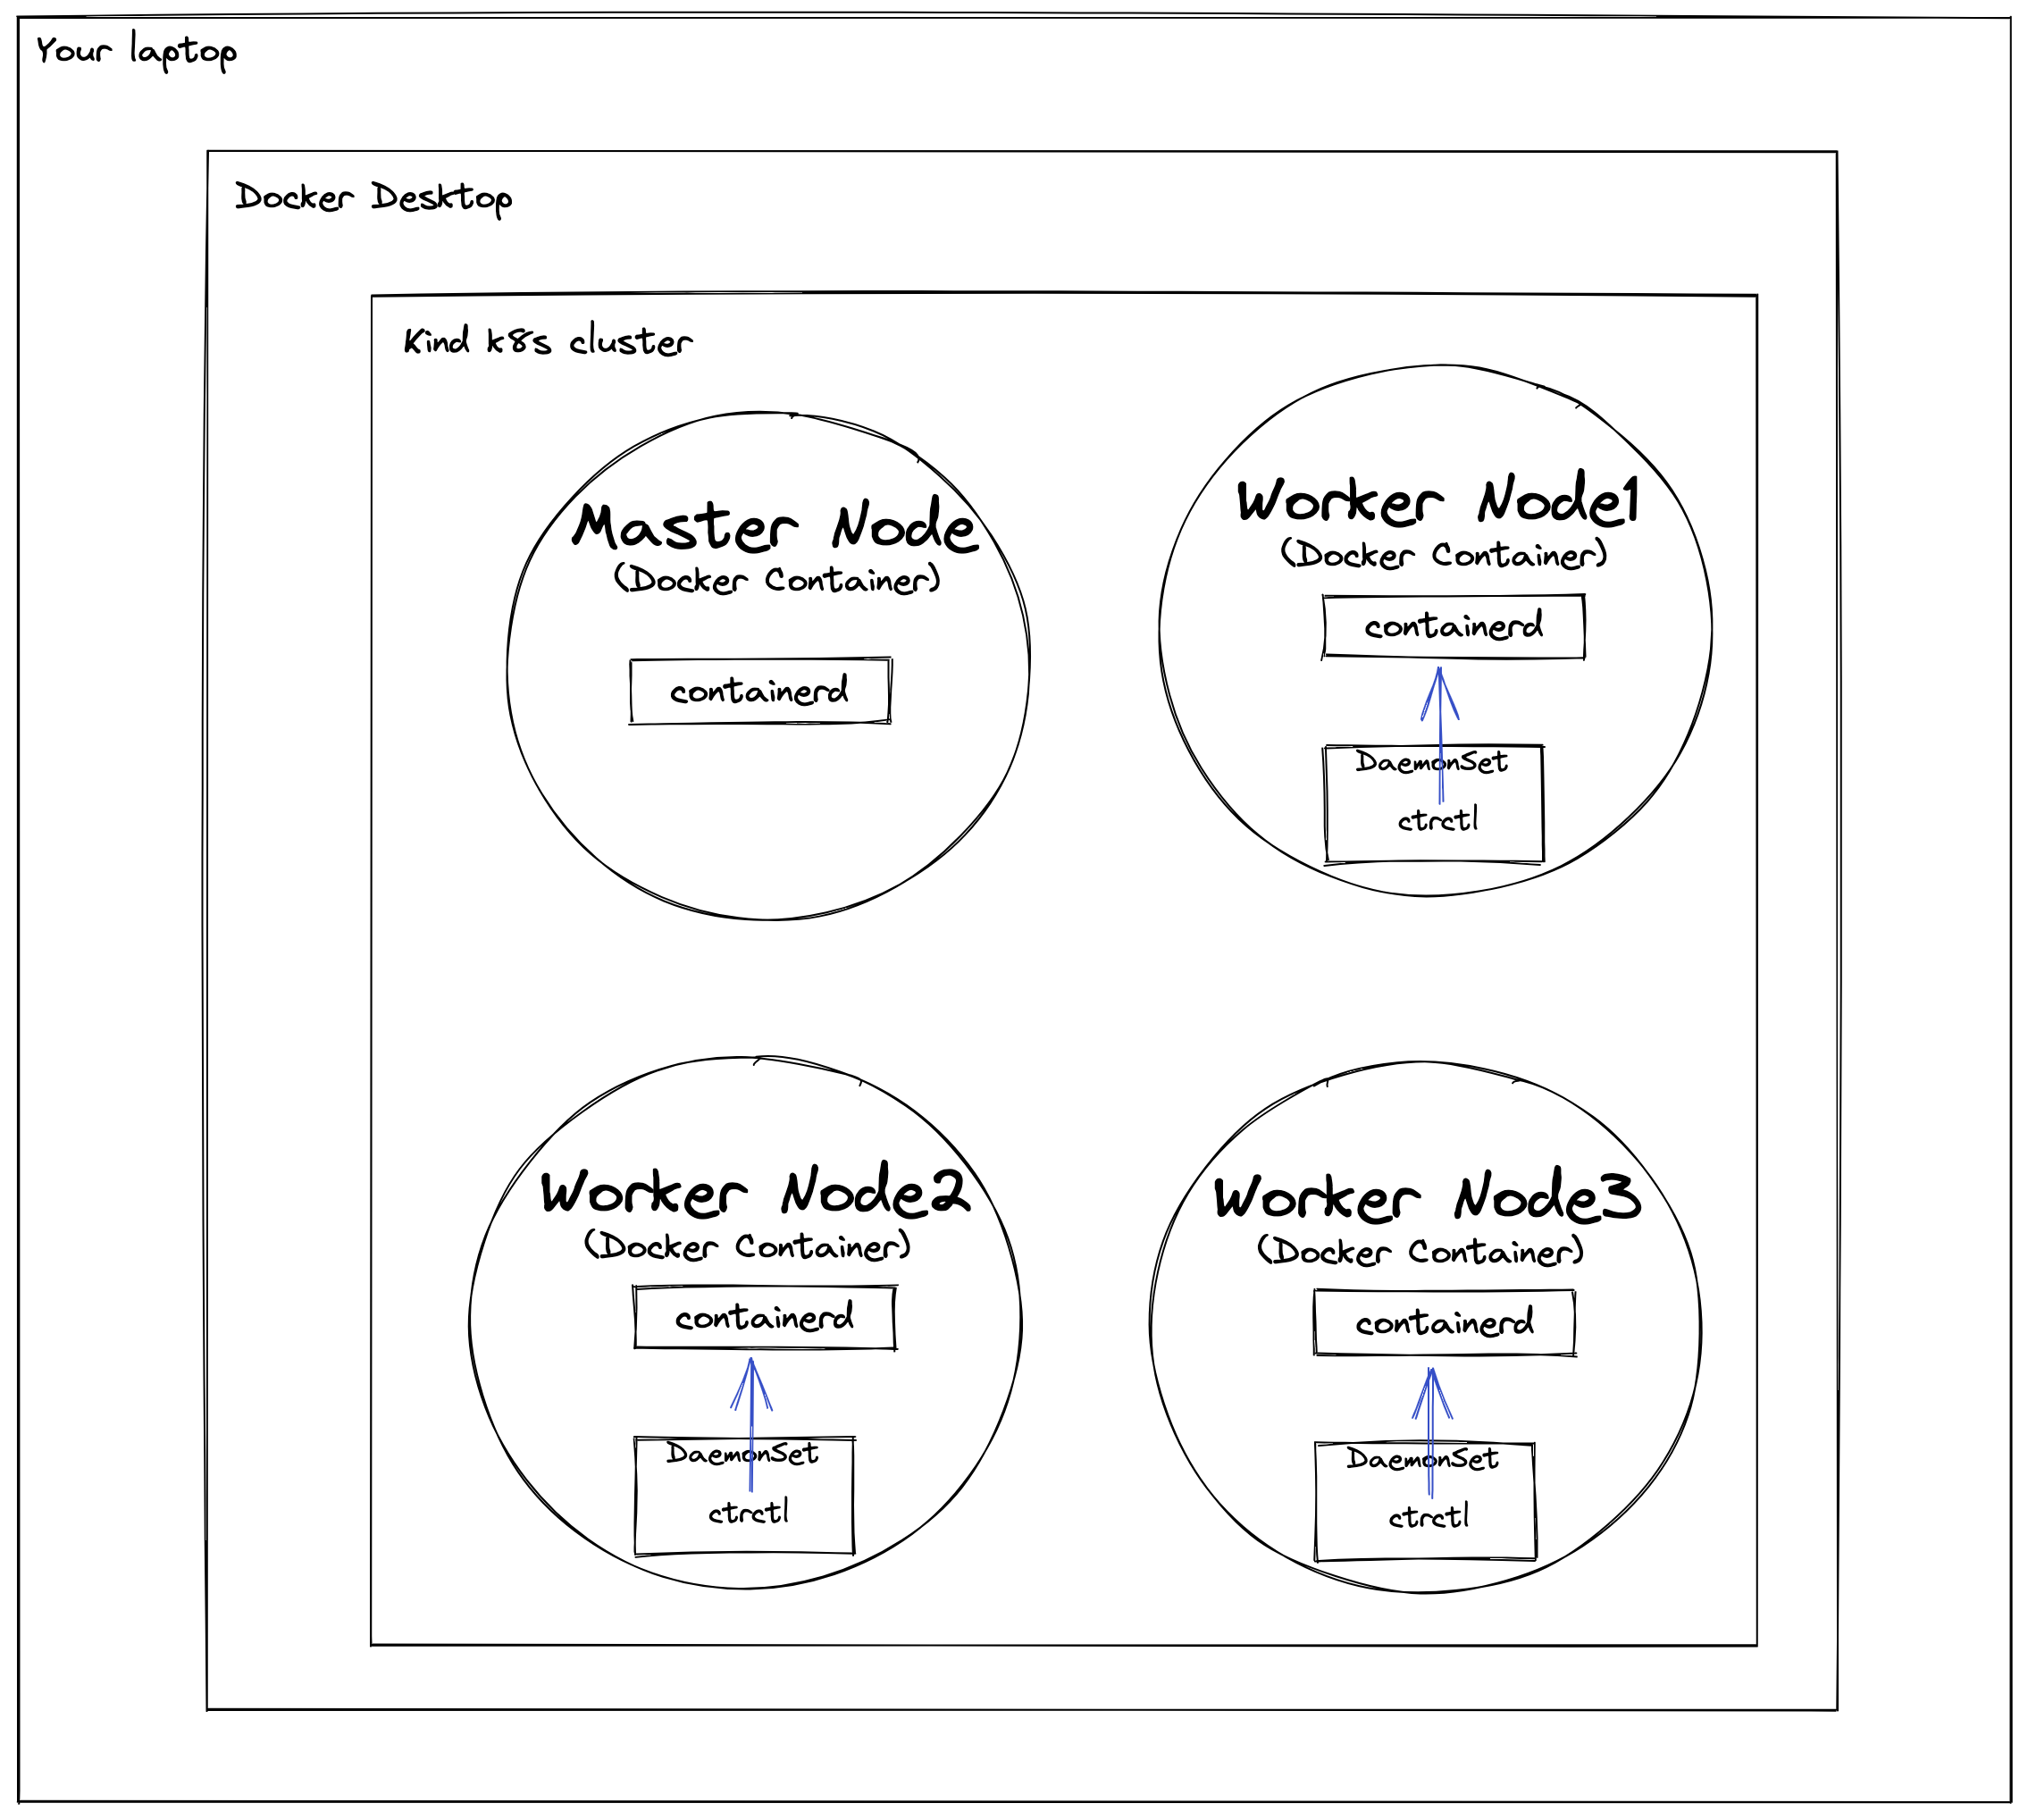 Your laptop
Docker Desktop
Kind k8s cluster
Master Node
(Docker Container)
containerd
Worker Node1
(Docker Container)
containerd
DaemonSet
ctrctl
Worker Node2
(Docker Container)
containerd
DaemonSet
ctrctl
Worker Node3
(Docker Container)
containerd
DaemonSet
ctrctl